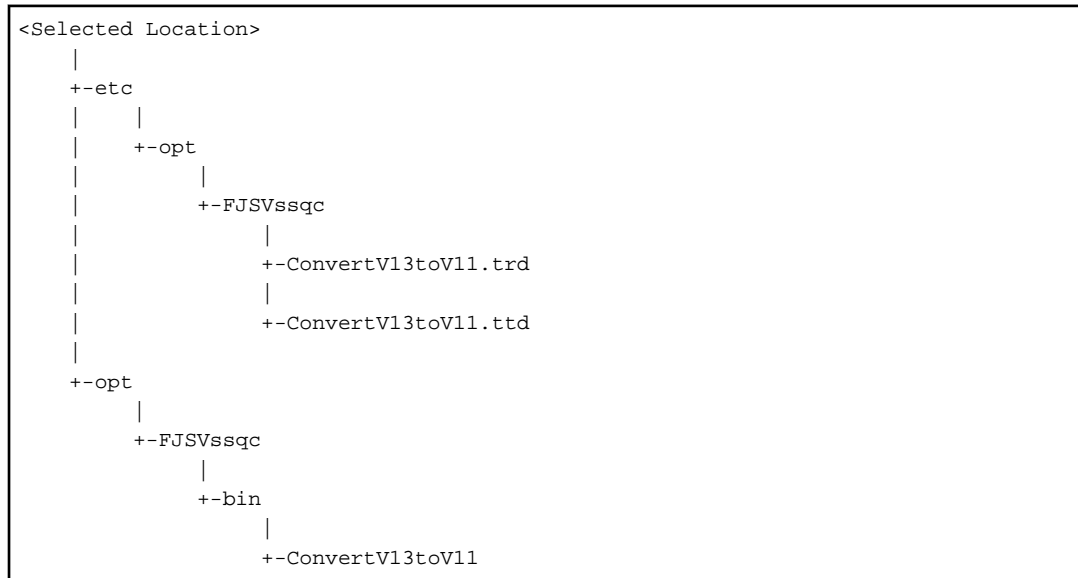 <Selected Location>
    |
    +-etc
    |    |
    |    +-opt
    |         |
    |         +-FJSVssqc
    |              |
    |              +-ConvertV13toV11.trd
    |              |
    |              +-ConvertV13toV11.ttd
    |
    +-opt
         |
         +-FJSVssqc
              |
              +-bin
                   |
                   +-ConvertV13toV11